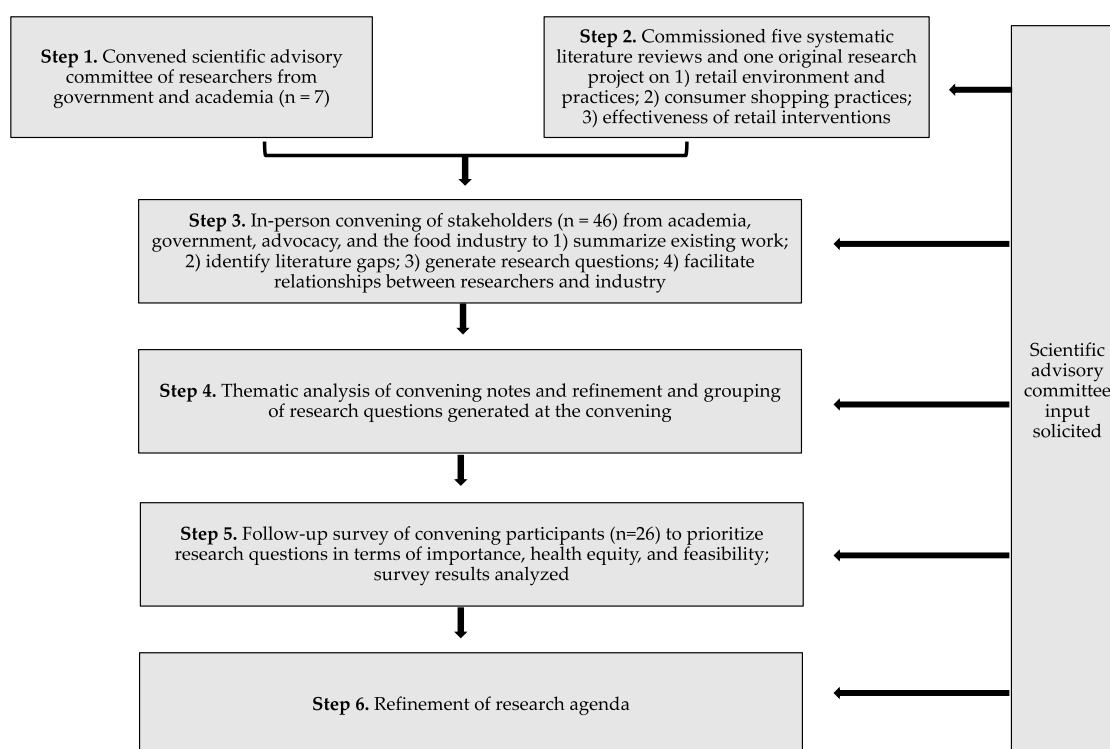 Step 1. Convened scientific advisory
committee of researchers from
government and academia (n = 7)
Step 2. Commissioned five systematic
literature reviews and one original research
project on 1) retail environment and
practices; 2) consumer shopping practices;
3) effectiveness of retail interventions
Step 3. In-person convening of stakeholders (n = 46) from academia,
government, advocacy, and the food industry to 1) summarize existing work;
2) identify literature gaps; 3) generate research questions; 4) facilitate
relationships between researchers and industry
Step 4. Thematic analysis of convening notes and refinement and grouping
of research questions generated at the convening
Step 5. Follow-up survey of convening participants (n=26) to prioritize
research questions in terms of importance, health equity, and feasibility;
survey results analyzed
Step 6. Refinement of research agenda
Scientific
advisory
committee
input
solicited